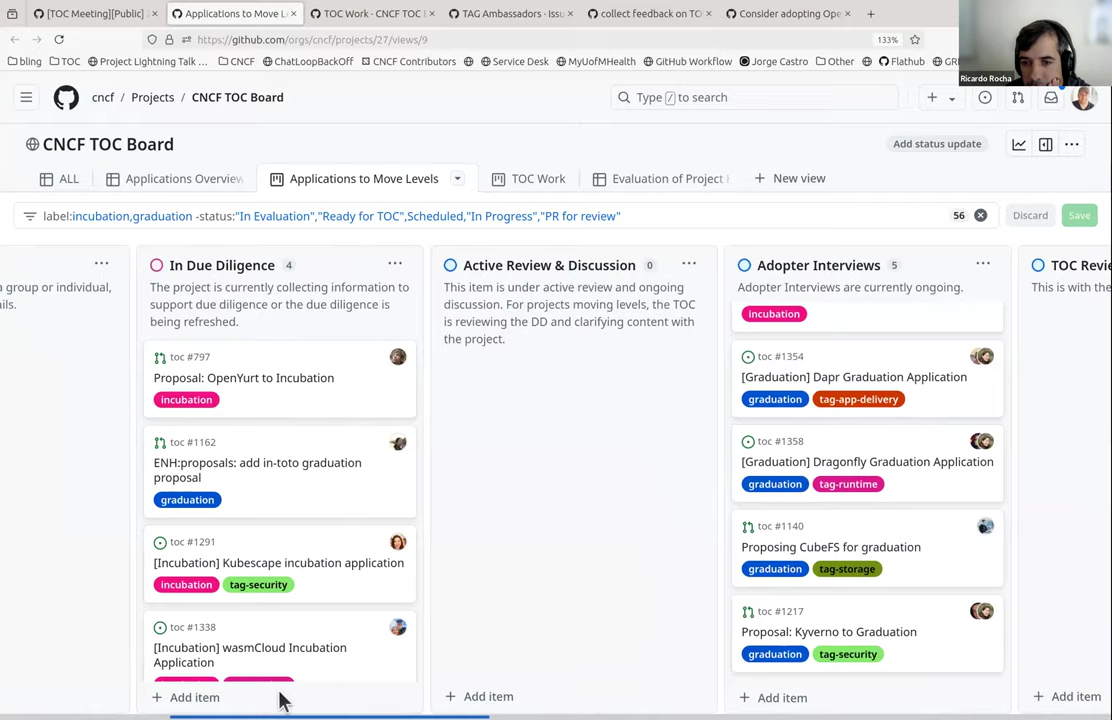 [TOC Meeting][Public] 2
Applications to Move L
TOC Work · CNCF TOC
TAG Ambassadors · Issu
collect feedback on TO
Consider adopting Ope
https://github.com/orgs/cncf/projects/27/views/9
133%
bling
TOC
Project Lightning Talk ...
CNCF
ChatLoopBackOff
CNCF Contributors
Service Desk
MyUofMHealth
GitHub Workflow
Jorge Castro
Other
Flathub
GR
Ricardo Rocha
cncf / Projects / CNCF TOC Board
Type / to search
CNCF TOC Board
Add status update
ALL
Applications Overview
Applications to Move Levels
TOC Work
Evaluation of Project
New view
label:incubation,graduation -status:"In Evaluation","Ready for TOC",Scheduled,"In Progress","PR for review"
56
Discard
Save
a group or individual,
ils.
In Due Diligence 4
The project is currently collecting information to
support due diligence or the due diligence is
being refreshed.
toc #797
Proposal: OpenYurt to Incubation
incubation
toc #1162
ENH:proposals: add in-toto graduation
proposal
graduation
toc #1291
[Incubation] Kubescape incubation application
incubation
tag-security
toc #1338
[Incubation] wasmCloud Incubation
Application
Add item
Active Review & Discussion 0
This item is under active review and ongoing
discussion. For projects moving levels, the TOC
is reviewing the DD and clarifying content with
the project.
Add item
Adopter Interviews 5
Adopter Interviews are currently ongoing.
incubation
toc #1354
[Graduation] Dapr Graduation Application
graduation
tag-app-delivery
toc #1358
[Graduation] Dragonfly Graduation Application
graduation
tag-runtime
toc #1140
Proposing CubeFS for graduation
graduation
tag-storage
toc #1217
Proposal: Kyverno to Graduation
graduation
tag-security
Add item
TOC Revie
This is with the
Add item